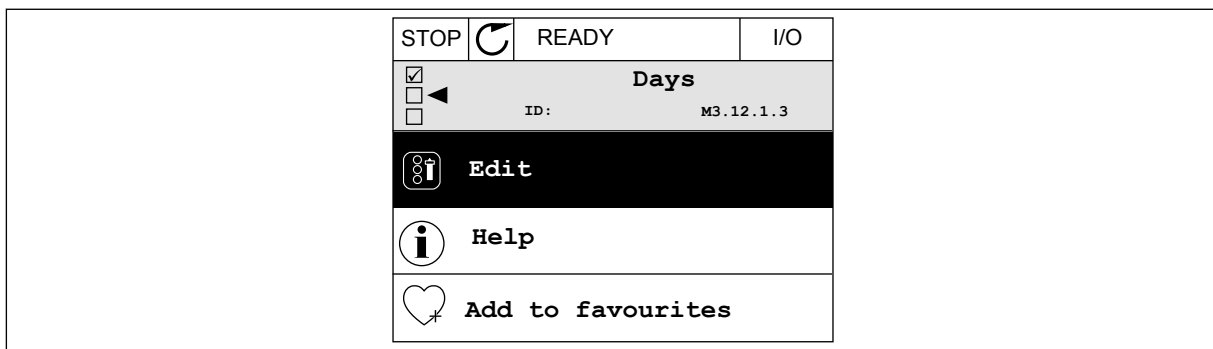 STOP READY I/O
Days
ID: M3.12.1.3
Edit
Help
Add to favourites